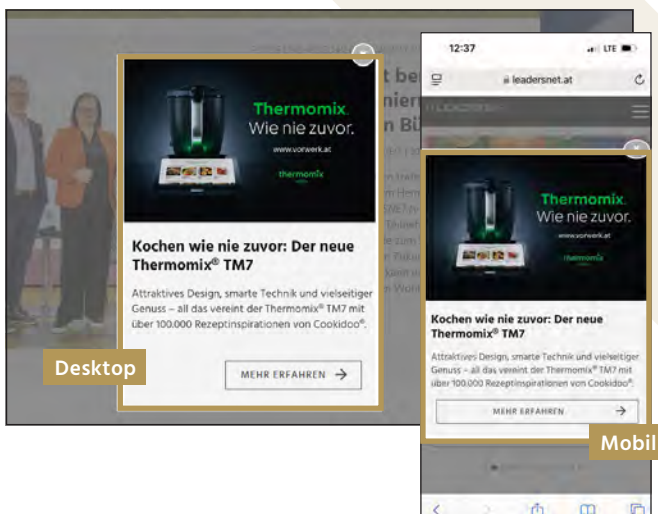 Thermomix.
Wie nie zuvor.
www.vorwerk.at
thermomix
Kochen wie nie zuvor: Der neue
Thermomix® TM7
Attraktives Design, smarte Technik und vielseitiger
Genuss – all das vereint der Thermomix® TM7 mit
über 100.000 Rezeptinspirationen von Cookidoo®.
MEHR ERFAHREN →
Desktop
12:37
LTE
leadersnet.at
Thermomix.
Wie nie zuvor.
www.vorwerk.at
thermomix
Kochen wie nie zuvor: Der neue
Thermomix® TM7
Attraktives Design, smarte Technik und vielseitiger
Genuss – all das vereint der Thermomix® TM7 mit
über 100.000 Rezeptinspirationen von Cookidoo®.
MEHR ERFAHREN →
Mobil